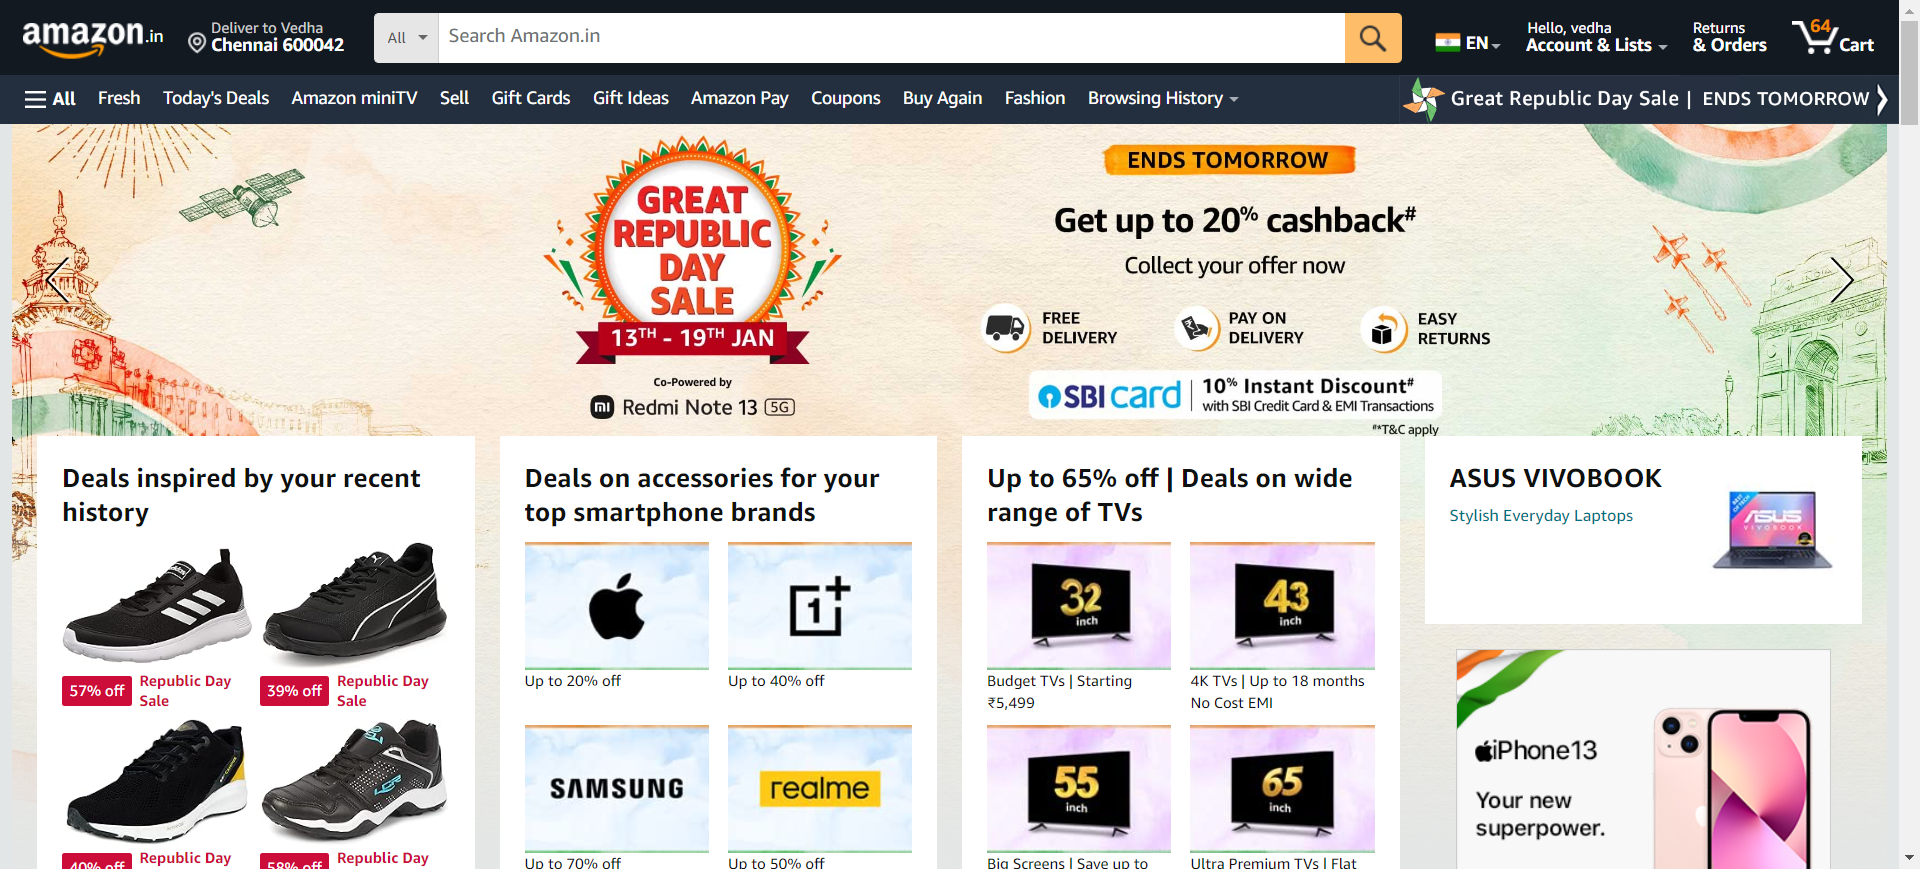 amazon.in
Deliver to Vedha
Chennai 600042
All
Search Amazon.in
EN
Hello, vedha
Account & Lists
Returns
& Orders
64
Cart
All
Fresh
Today's Deals
Amazon miniTV
Sell
Gift Cards
Gift Ideas
Amazon Pay
Coupons
Buy Again
Fashion
Browsing History
Great Republic Day Sale | ENDS TOMORROW
GREAT
REPUBLIC
DAY
SALE
13TH - 19TH JAN
Co-Powered by
Redmi Note 13 5G
ENDS TOMORROW
Get up to 20% cashback#
Collect your offer now
FREE
DELIVERY
PAY ON
DELIVERY
EASY
RETURNS
SBI card
10% Instant Discount#
with SBI Credit Card & EMI Transactions
#*T&C apply
Deals inspired by your recent
history
57% off
Republic Day
Sale
39% off
Republic Day
Sale
40% off
Republic Day
58% off
Republic Day
Deals on accessories for your
top smartphone brands
Up to 20% off
Up to 40% off
SAMSUNG
realme
Up to 70% off
Up to 50% off
Up to 65% off | Deals on wide
range of TVs
32
inch
43
inch
Budget TVs | Starting
₹5,499
4K TVs | Up to 18 months
No Cost EMI
55
inch
65
inch
Big Screens | Save up to
Ultra Premium TVs | Flat
ASUS VIVOBOOK
Stylish Everyday Laptops
ASUS
VIVOBOOK
iPhone13
Your new
superpower.